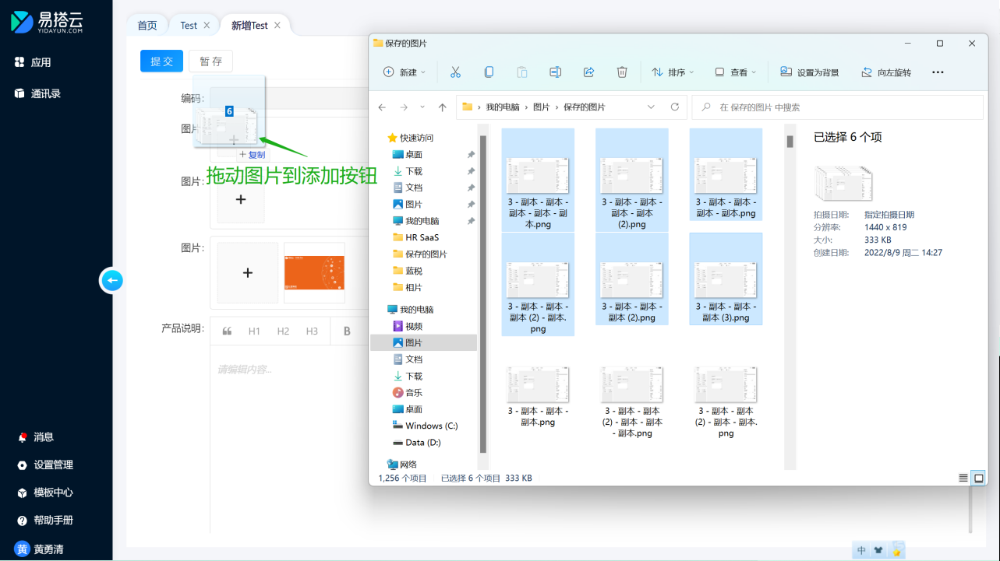 易搭云
YIDAYUN.COM
应用
通讯录
消息
设置管理
模板中心
帮助手册
黄 黄勇清
首页
Test
新增Test
提 交
暂 存
编码:
图片:
6
复制
拖动图片到添加按钮
图片:
图片:
产品说明:
H1 H2 H3 B
请编辑内容...
保存的图片
新建
排序
查看
设置为背景
向左旋转
我的电脑 › 图片 › 保存的图片
在 保存的图片 中搜索
快速访问
桌面
下载
文档
图片
我的电脑
HR SaaS
保存的图片
蓝税
相片
我的电脑
视频
图片
文档
下载
音乐
桌面
Windows (C:)
Data (D:)
网络
3 - 副本 - 副本 -
副本 - 副本 - 副
本.png
3 - 副本 - 副本 -
副本 - 副本
(2).png
3 - 副本 - 副本 -
副本 - 副本.png
3 - 副本 - 副本 -
副本 (2) - 副本.
png
3 - 副本 - 副本 -
副本 (2).png
3 - 副本 - 副本 -
副本 (3).png
3 - 副本 - 副本 -
副本.png
3 - 副本 - 副本
(2) - 副本 - 副本
- 副本.png
3 - 副本 - 副本
(2) - 副本 - 副本.
png
已选择 6 个项
拍摄日期: 指定拍摄日期
分辨率: 1440 x 819
大小: 333 KB
创建日期: 2022/8/9 周二 14:27
1,256 个项目
已选择 6 个项目 333 KB
中